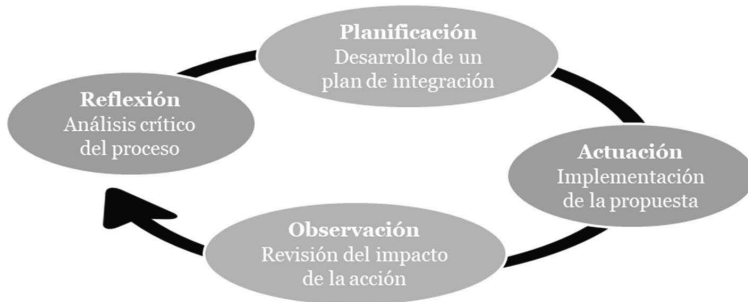 Planificación
Desarrollo de un
plan de integración
Reflexión
Análisis crítico
del proceso
Actuación
Implementación
de la propuesta
Observación
Revisión del impacto
de la acción